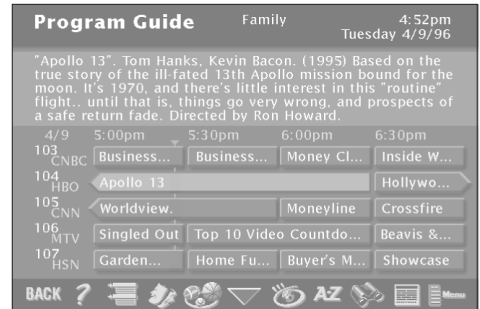 Program Guide Family 4:52pm
Tuesday 4/9/96
"Apollo 13". Tom Hanks, Kevin Bacon. (1995) Based on the
true story of the ill-fated 13th Apollo mission bound for the
moon. It's 1970, and there's little interest in this "routine"
flight.. until that is, things go very wrong, and prospects of
a safe return fade. Directed by Ron Howard.
4/9 5:00pm 5:30pm 6:00pm 6:30pm
103 CNBC Business... Business... Money Cl... Inside W...
104 HBO Apollo 13 Hollywo...
105 CNN Worldview. Moneyline Crossfire
106 MTV Singled Out Top 10 Video Countdo... Beavis &...
107 HSN Garden... Home Fu... Buyer's M... Showcase
BACK ? A-Z Menu